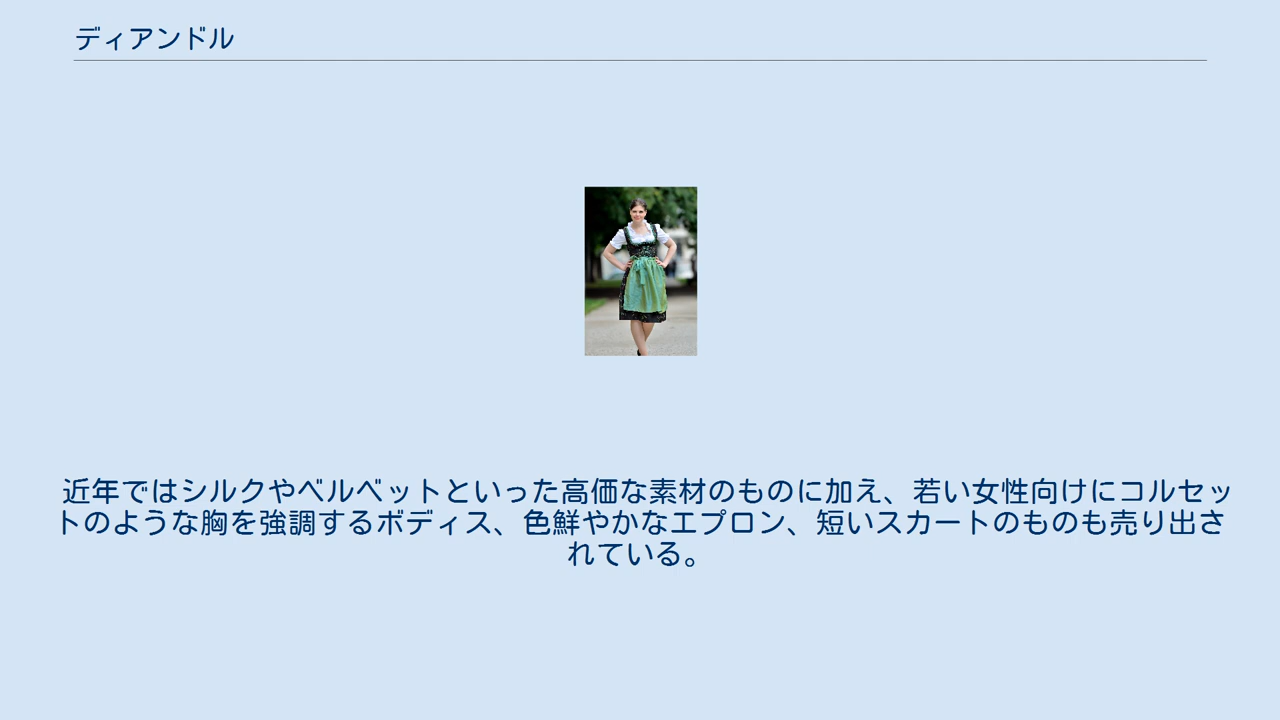 ディアンドル
近年ではシルクやベルベットといった高価な素材のものに加え、若い女性向けにコルセッ
トのような胸を強調するボディス、色鮮やかなエプロン、短いスカートのものも売り出さ
れている。